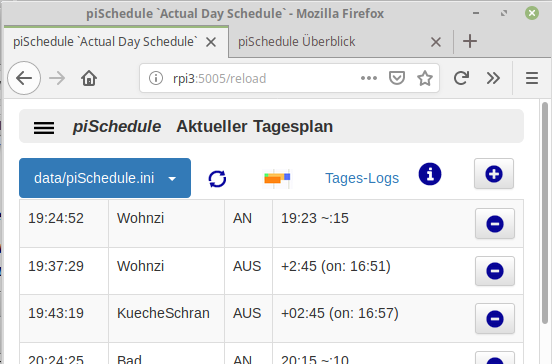 piSchedule `Actual Day Schedule` - Mozilla Firefox
piSchedule `Actual Day Schedule`
piSchedule Überblick
rpi3:5005/reload
piSchedule Aktueller Tagesplan
data/piSchedule.ini
Tages-Logs
19:24:52 Wohnzi AN 19:23 ~:15
19:37:29 Wohnzi AUS +2:45 (on: 16:51)
19:43:19 KuecheSchran AUS +02:45 (on: 16:57)
20:24:25 Bad AN 20:15 ~:10